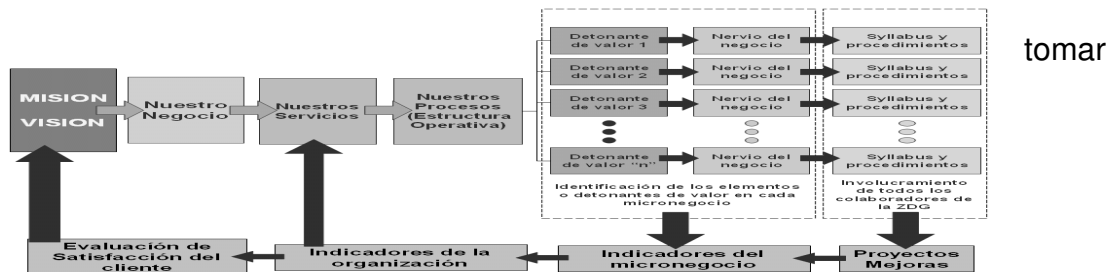 tomar
MISION
VISION
Nuestro
Negocio
Nuestros
Servicios
Nuestros
Procesos
(Estructura
Operativa)
Detonante
de valor 1
Nervio del
negocio
Syllabus y
procedimientos
Detonante
de valor 2
Nervio del
negocio
Syllabus y
procedimientos
Detonante
de valor 3
Nervio del
negocio
Syllabus y
procedimientos
Detonante
de valor “n”
Nervio del
negocio
Syllabus y
procedimientos
Identificación de los elementos
o detonantes de valor en cada
micronegocio
Involucramiento
de todos los
colaboradores de
la ZDG
Evaluación de
Satisfacción del
cliente
Indicadores de la
organización
Indicadores del
micronegocio
Proyectos
Mejoras